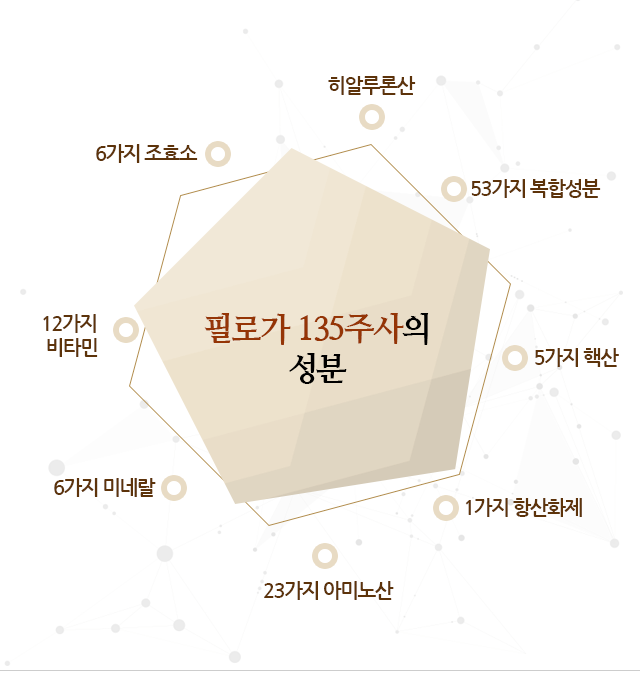 히알루론산
6가지 조효소
53가지 복합성분
필로가 135주사의
성분
12가지
비타민
5가지 핵산
6가지 미네랄
1가지 항산화제
23가지 아미노산